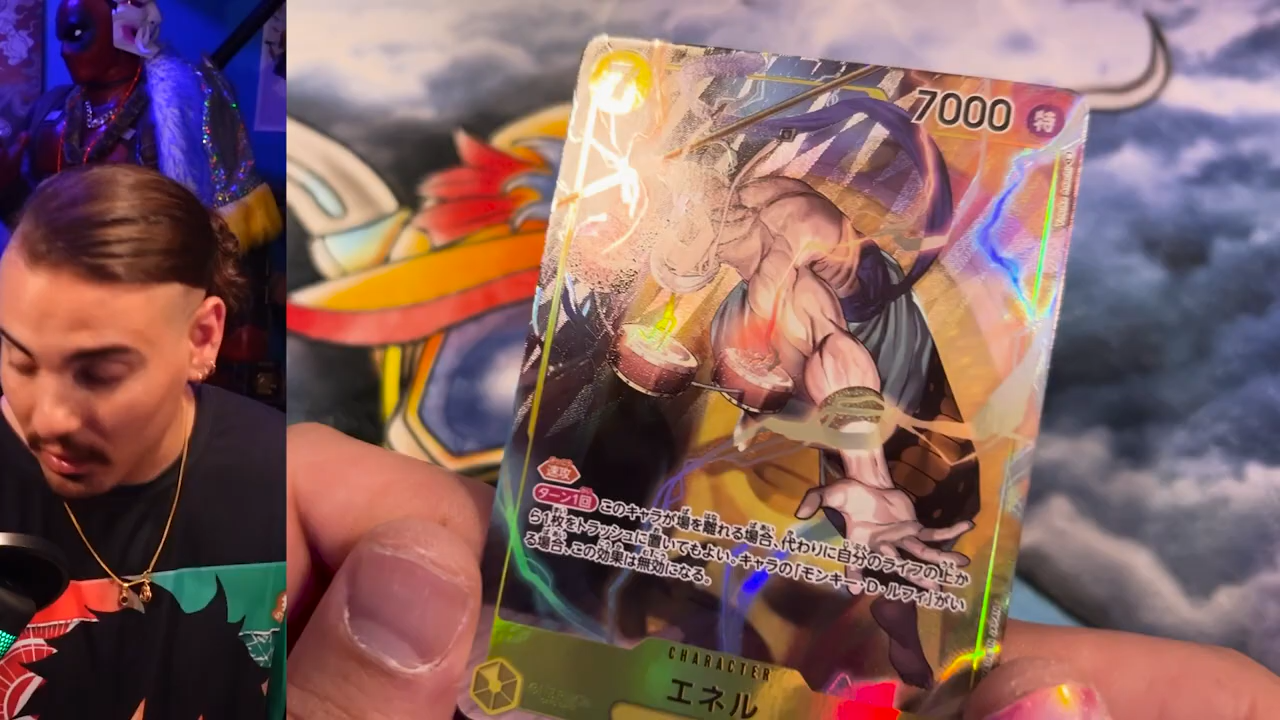 7
7000 特
速攻
ターン1回 このキャラが場を離れる場合、代わりに自分のライフの上か
ら1枚をトラッシュに置いてもよい。キャラの「モンキー・D・ルフィ」がい
る場合、この効果は無効になる。
CHARACTER
エネル